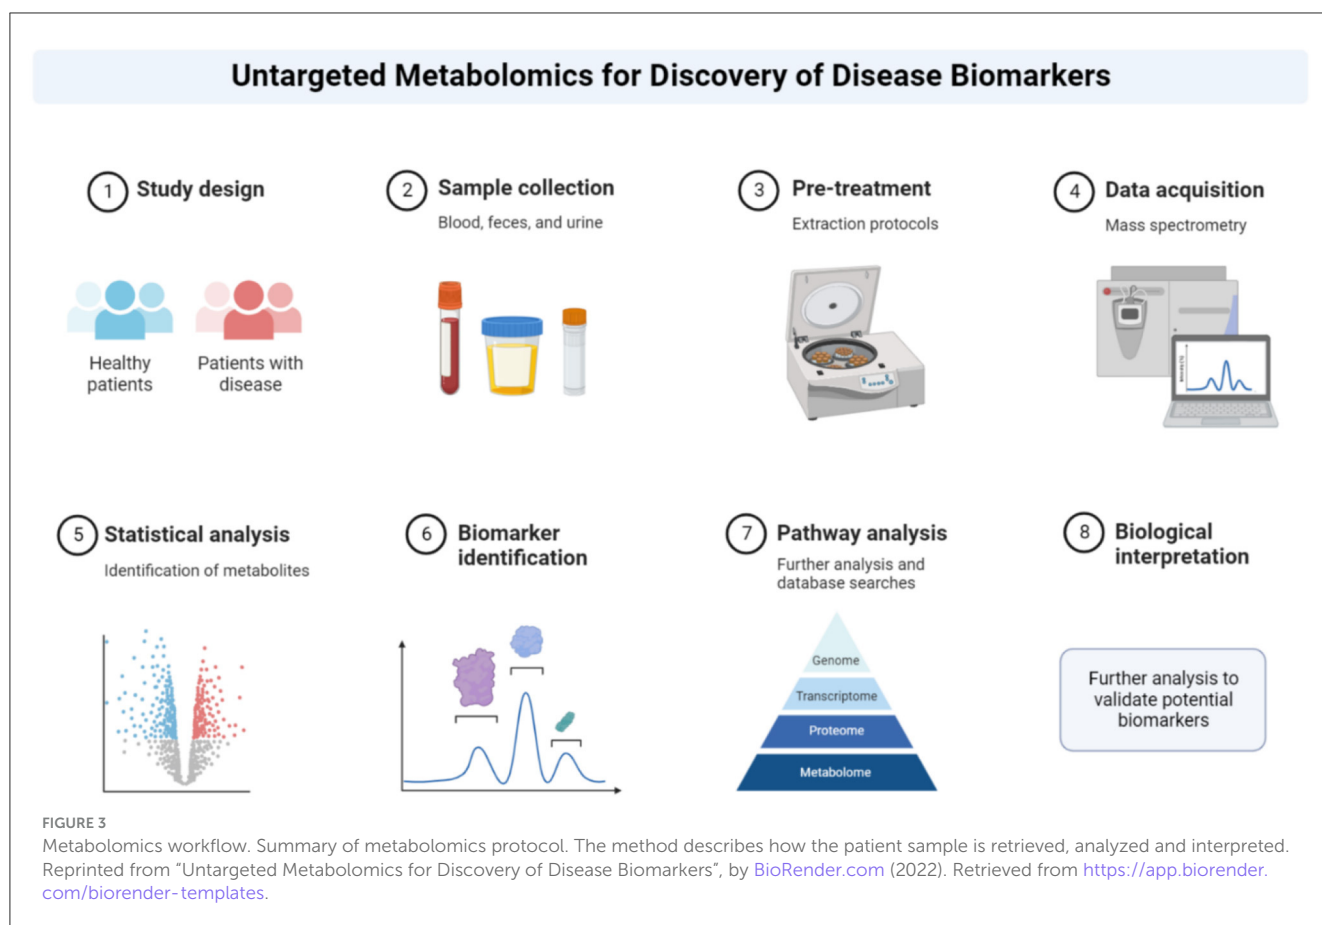 Untargeted Metabolomics for Discovery of Disease Biomarkers
1 Study design
Healthy
patients
Patients with
disease
2 Sample collection
Blood, feces, and urine
3 Pre-treatment
Extraction protocols
4 Data acquisition
Mass spectrometry
5 Statistical analysis
Identification of metabolites
6 Biomarker
identification
7 Pathway analysis
Further analysis and
database searches
Genome
Transcriptome
Proteome
Metabolome
8 Biological
interpretation
Further analysis to
validate potential
biomarkers
FIGURE 3
Metabolomics workflow. Summary of metabolomics protocol. The method describes how the patient sample is retrieved, analyzed and interpreted.
Reprinted from “Untargeted Metabolomics for Discovery of Disease Biomarkers”, by BioRender.com (2022). Retrieved from https://app.biorender.
com/biorender-templates.